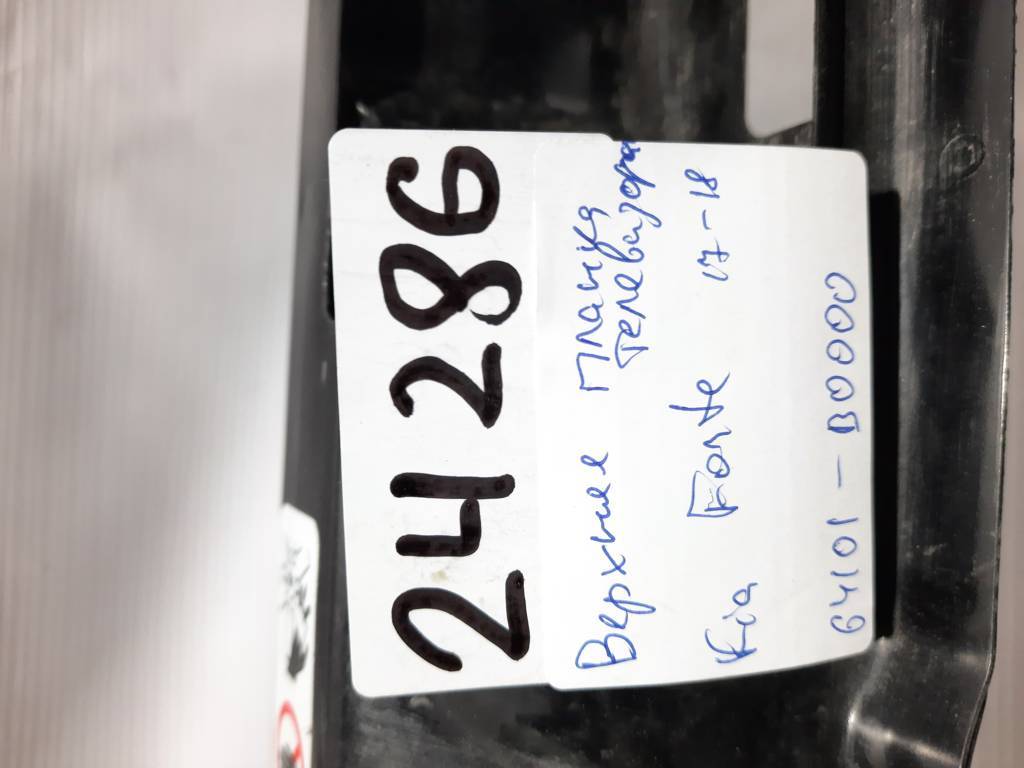 24286
Верхняя планка
телевизора
Kia Forte 17-18
64101-B0000